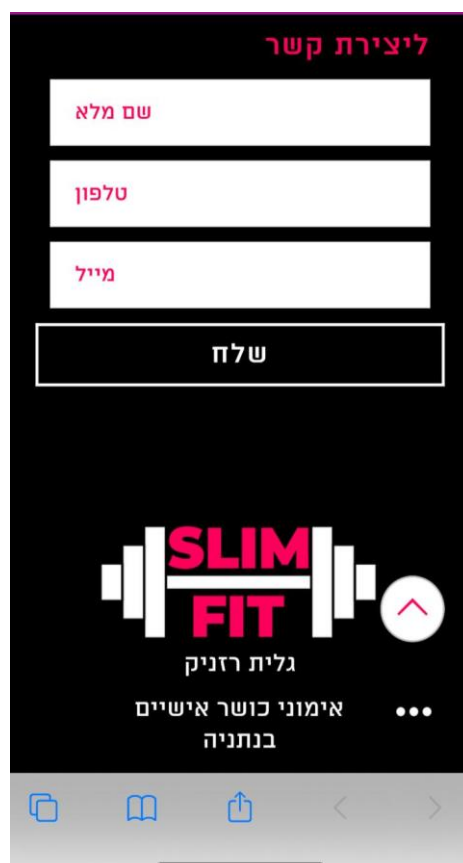 ליצירת קשר
שם מלא
טלפון
מייל
שלח
SLIM
FIT
גלית רזניק
אימוני כושר אישיים
בנתניה